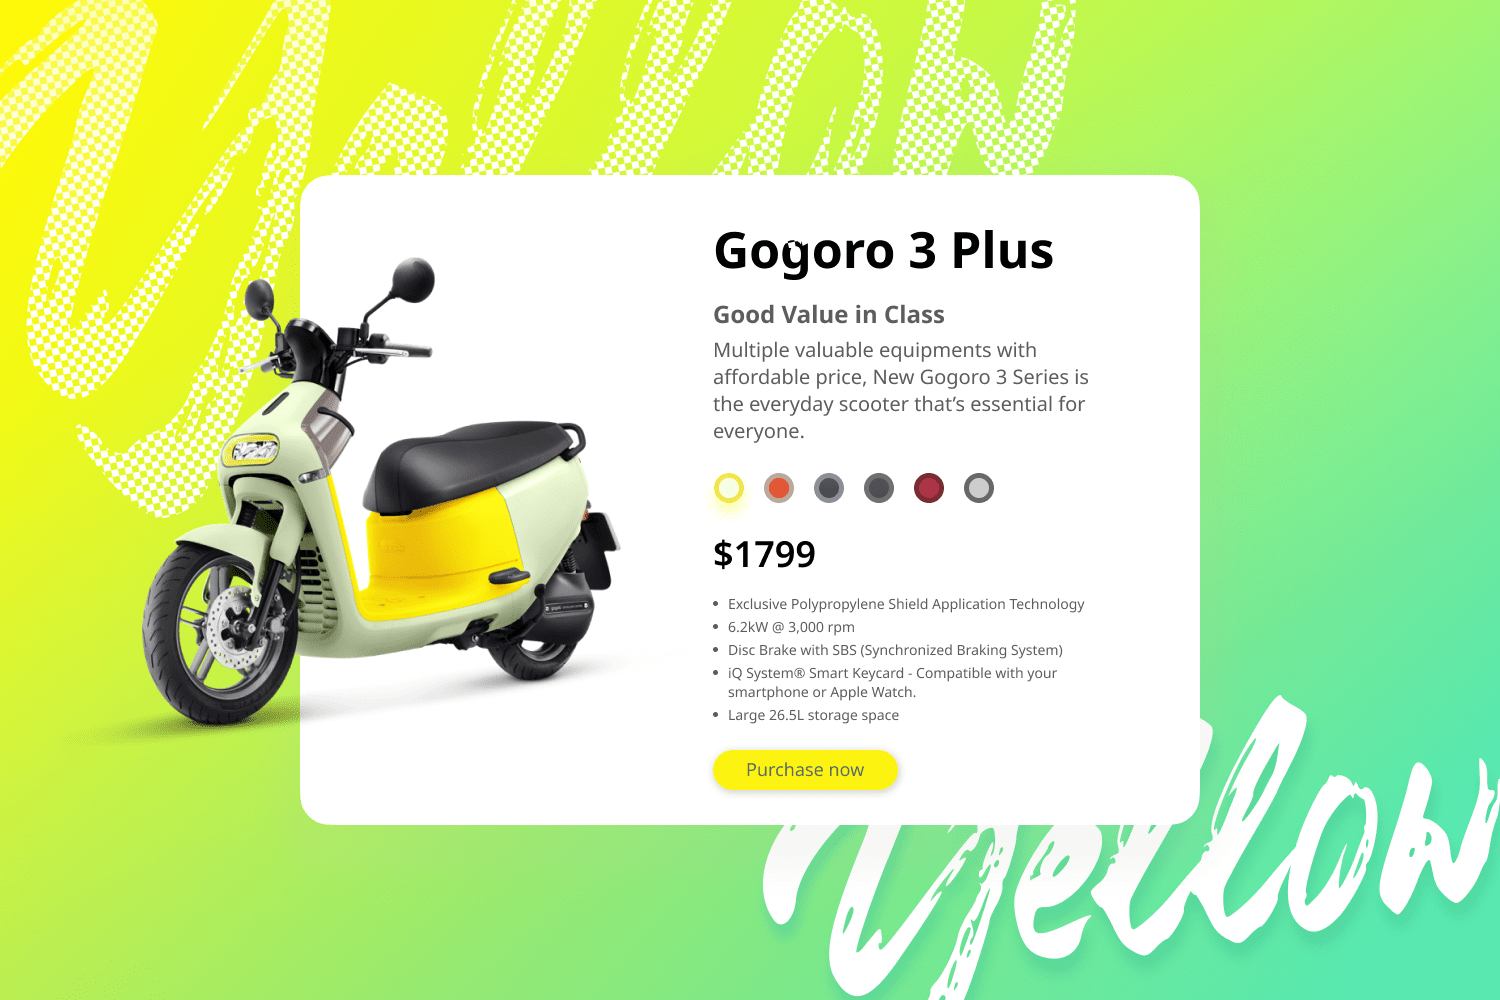 Yellow
Gogoro 3 Plus
Good Value in Class
Multiple valuable equipments with
affordable price, New Gogoro 3 Series is
the everyday scooter that’s essential for
everyone.
$1799
Exclusive Polypropylene Shield Application Technology
6.2kW @ 3,000 rpm
Disc Brake with SBS (Synchronized Braking System)
iQ System® Smart Keycard - Compatible with your
smartphone or Apple Watch.
Large 26.5L storage space
Purchase now
Yellow